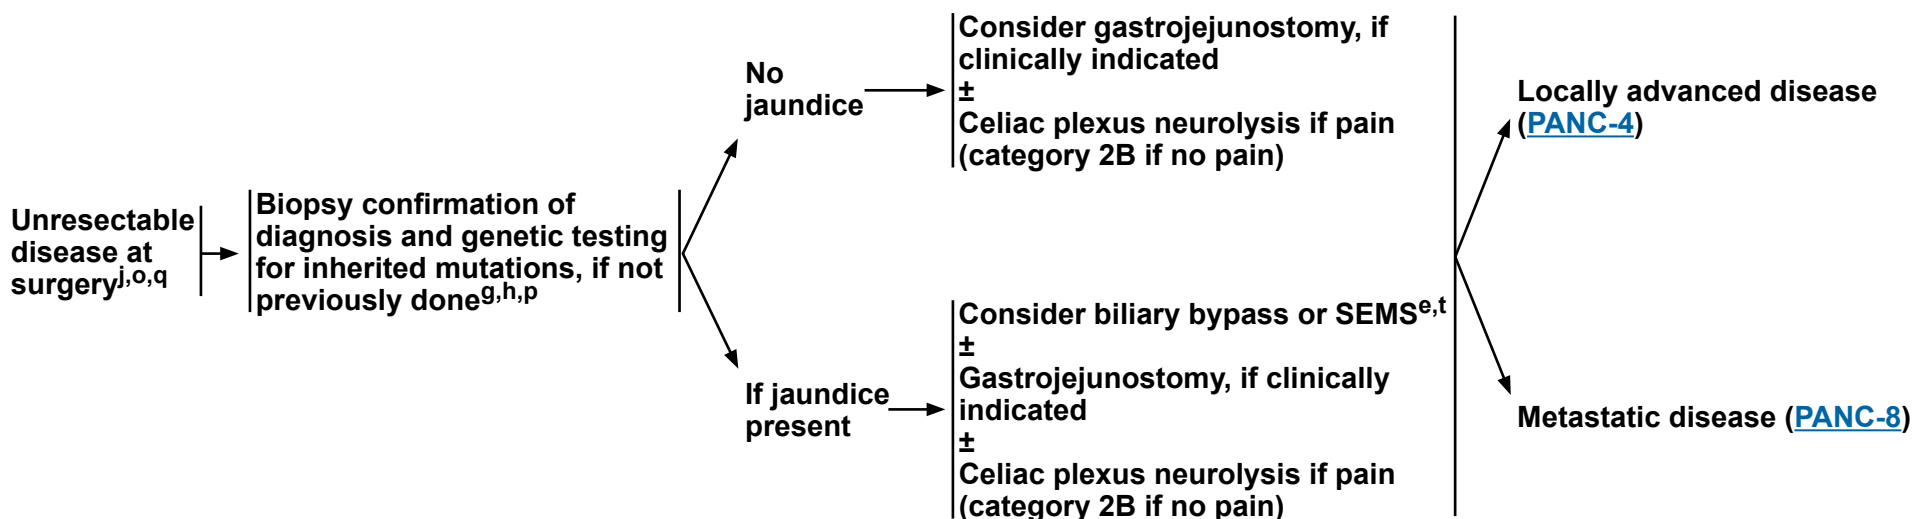 Unresectable
disease at
surgery^j,o,q
Biopsy confirmation of
diagnosis and genetic testing
for inherited mutations, if not
previously done^g,h,p
No
jaundice
Consider gastrojejunostomy, if
clinically indicated
±
Celiac plexus neurolysis if pain
(category 2B if no pain)
If jaundice
present
Consider biliary bypass or SEMS^e,t
±
Gastrojejunostomy, if clinically
indicated
±
Celiac plexus neurolysis if pain
(category 2B if no pain)
Locally advanced disease
(PANC-4)
Metastatic disease (PANC-8)